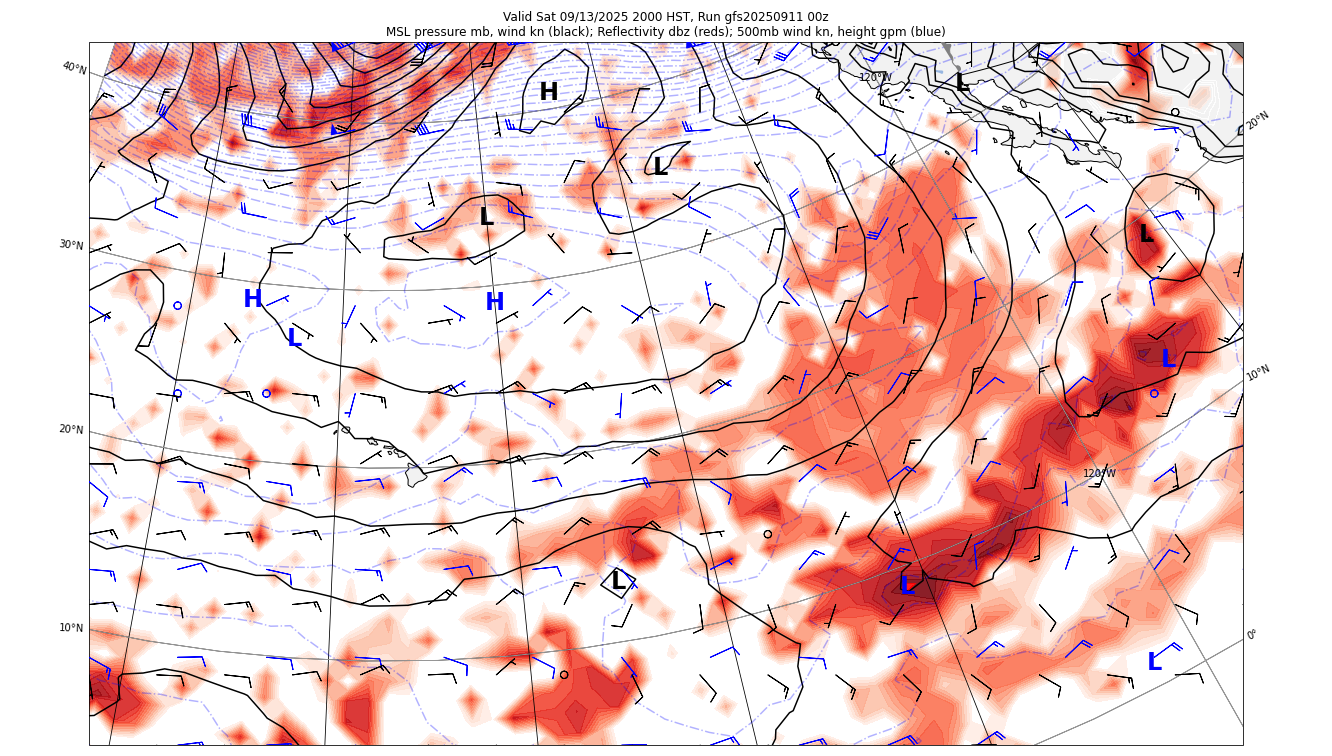 Valid Sat 09/13/2025 2000 HST, Run gfs20250911 00z
MSL pressure mb, wind kn (black); Reflectivity dbz (reds); 500mb wind kn, height gpm (blue)
40°N
120°W
L
H
20°N
L
L
L
30°N
H
H
L
L
10°N
20°N
120°W
L
L
10°N
0°
L